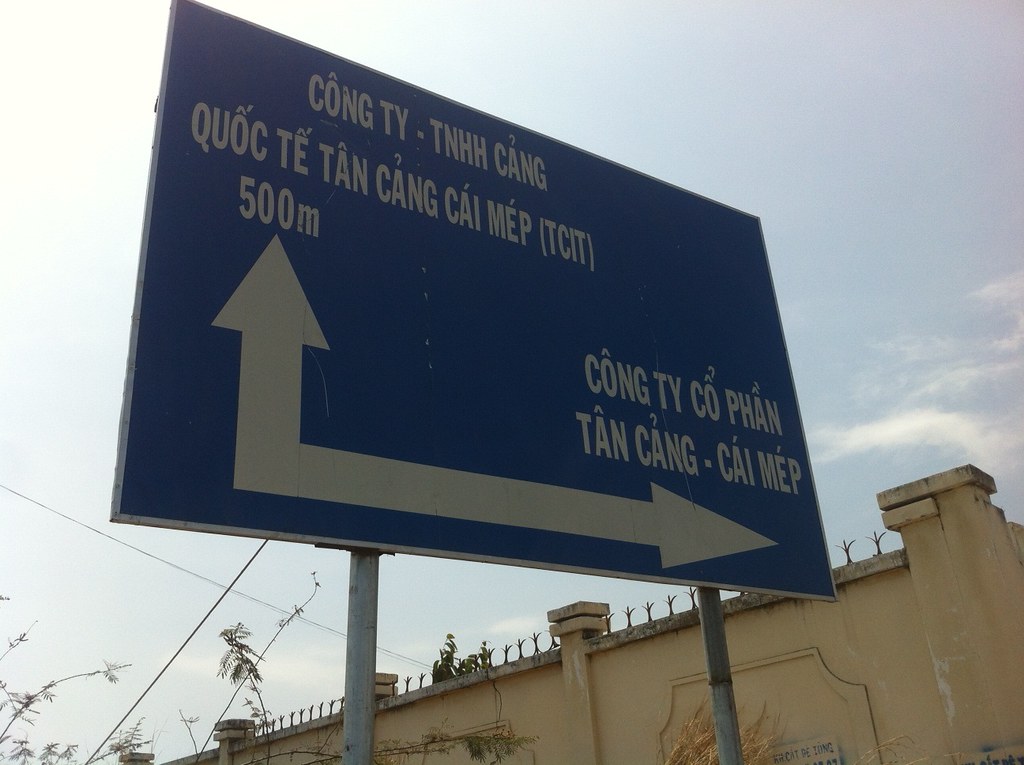 CÔNG TY - TNHH CẢNG
QUỐC TẾ TÂN CẢNG CÁI MÉP (TCIT)
500m
CÔNG TY CỔ PHẦN
TÂN CẢNG - CÁI MÉP